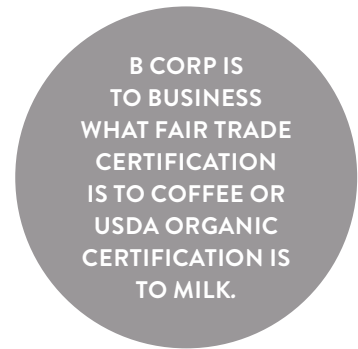 B CORP IS
TO BUSINESS
WHAT FAIR TRADE
CERTIFICATION
IS TO COFFEE OR
USDA ORGANIC
CERTIFICATION IS
TO MILK.